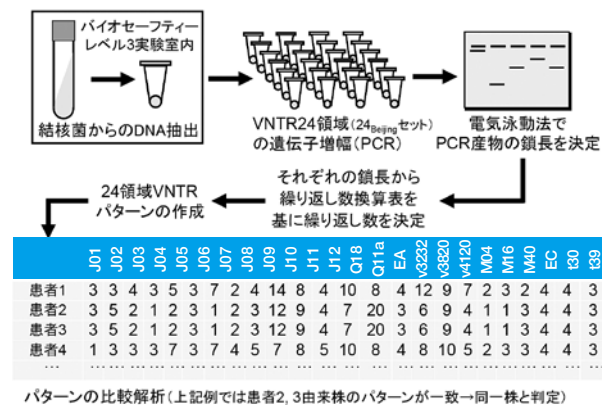 バイオセーフティー
レベル3実験室内
結核菌からのDNA抽出
VNTR24領域(24Beijingセット)
の遺伝子増幅(PCR)
電気泳動法で
PCR産物の鎖長を決定
それぞれの鎖長から
繰り返し数換算表を
基に繰り返し数を決定
24領域VNTR
パターンの作成
J01 J02 J03 J04 J05 J06 J07 J08 J09 J10 J11 J12 Q18 Q11a EA v3232 v3820 v4120 M04 M16 M40 EC t30 t39
患者1 3 3 4 3 5 3 7 2 4 14 8 4 10 8 4 12 9 7 2 3 2 4 4 3
患者2 3 5 2 1 2 3 1 2 3 12 9 4 7 20 3 6 9 4 1 1 3 4 4 3
患者3 3 5 2 1 2 3 1 2 3 12 9 4 7 20 3 6 9 4 1 1 3 4 4 3
患者4 1 3 3 3 7 3 7 4 5 7 8 5 10 8 4 8 10 5 2 3 3 4 4 3
… … … … … … … … … … … … … … … … … … … … … … … … …
パターンの比較解析(上記例では患者2, 3由来株のパターンが一致→同一株と判定)